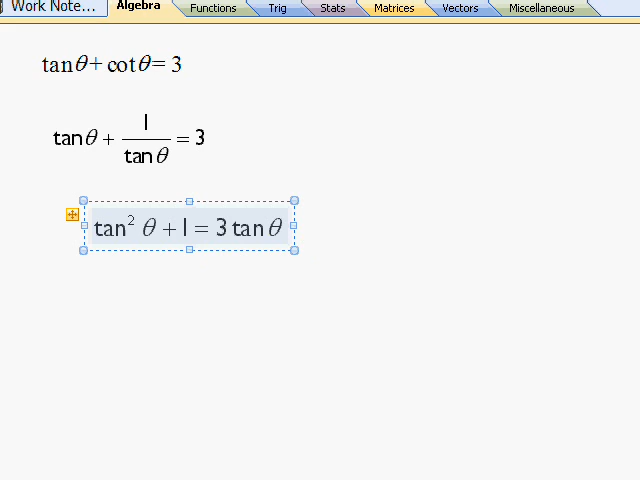 Work Note... Algebra Functions Trig Stats Matrices Vectors Miscellaneous
tanθ + cotθ = 3
tanθ + 1/tanθ = 3
tan² θ + 1 = 3 tanθ